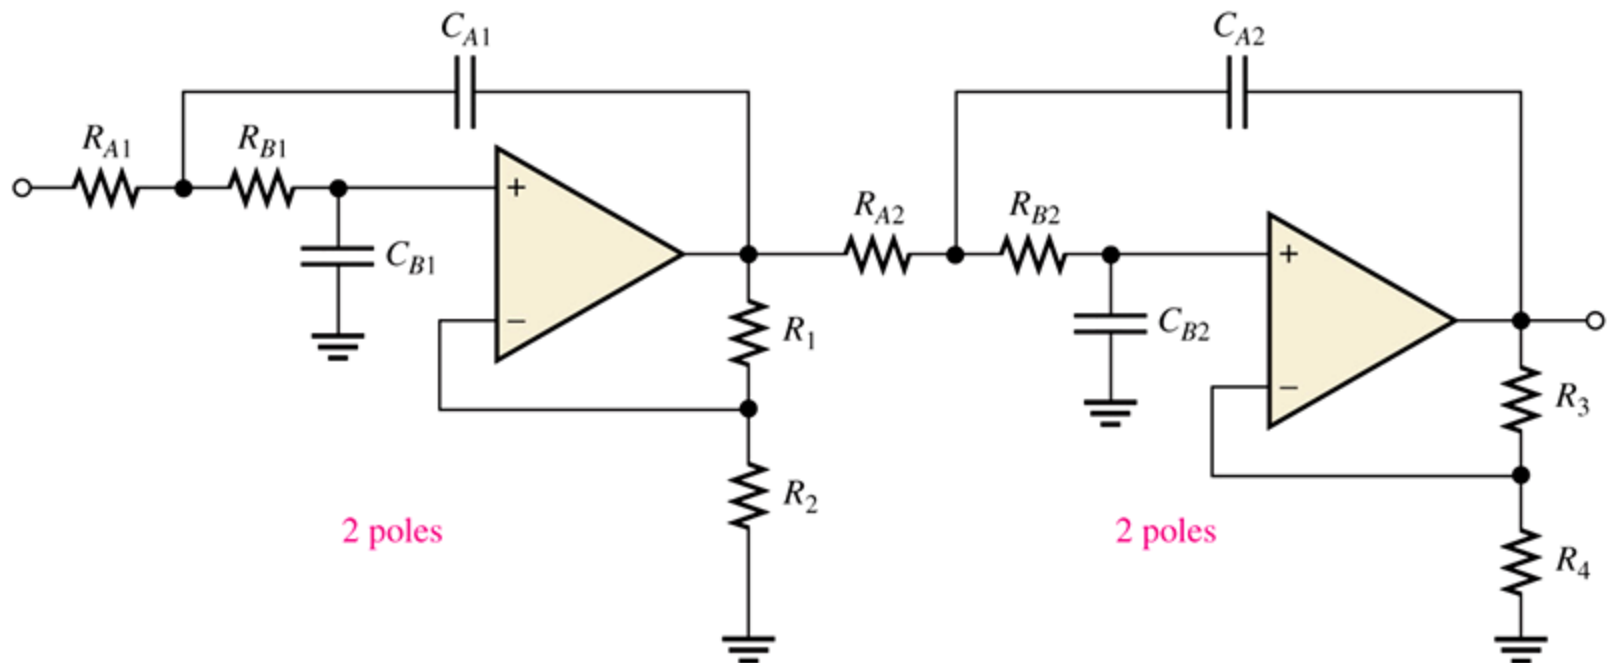 C_A1
C_A2
R_A1
R_B1
+
C_B1
−
R_A2
R_B2
+
R_1
C_B2
−
R_3
R_2
2 poles
2 poles
R_4